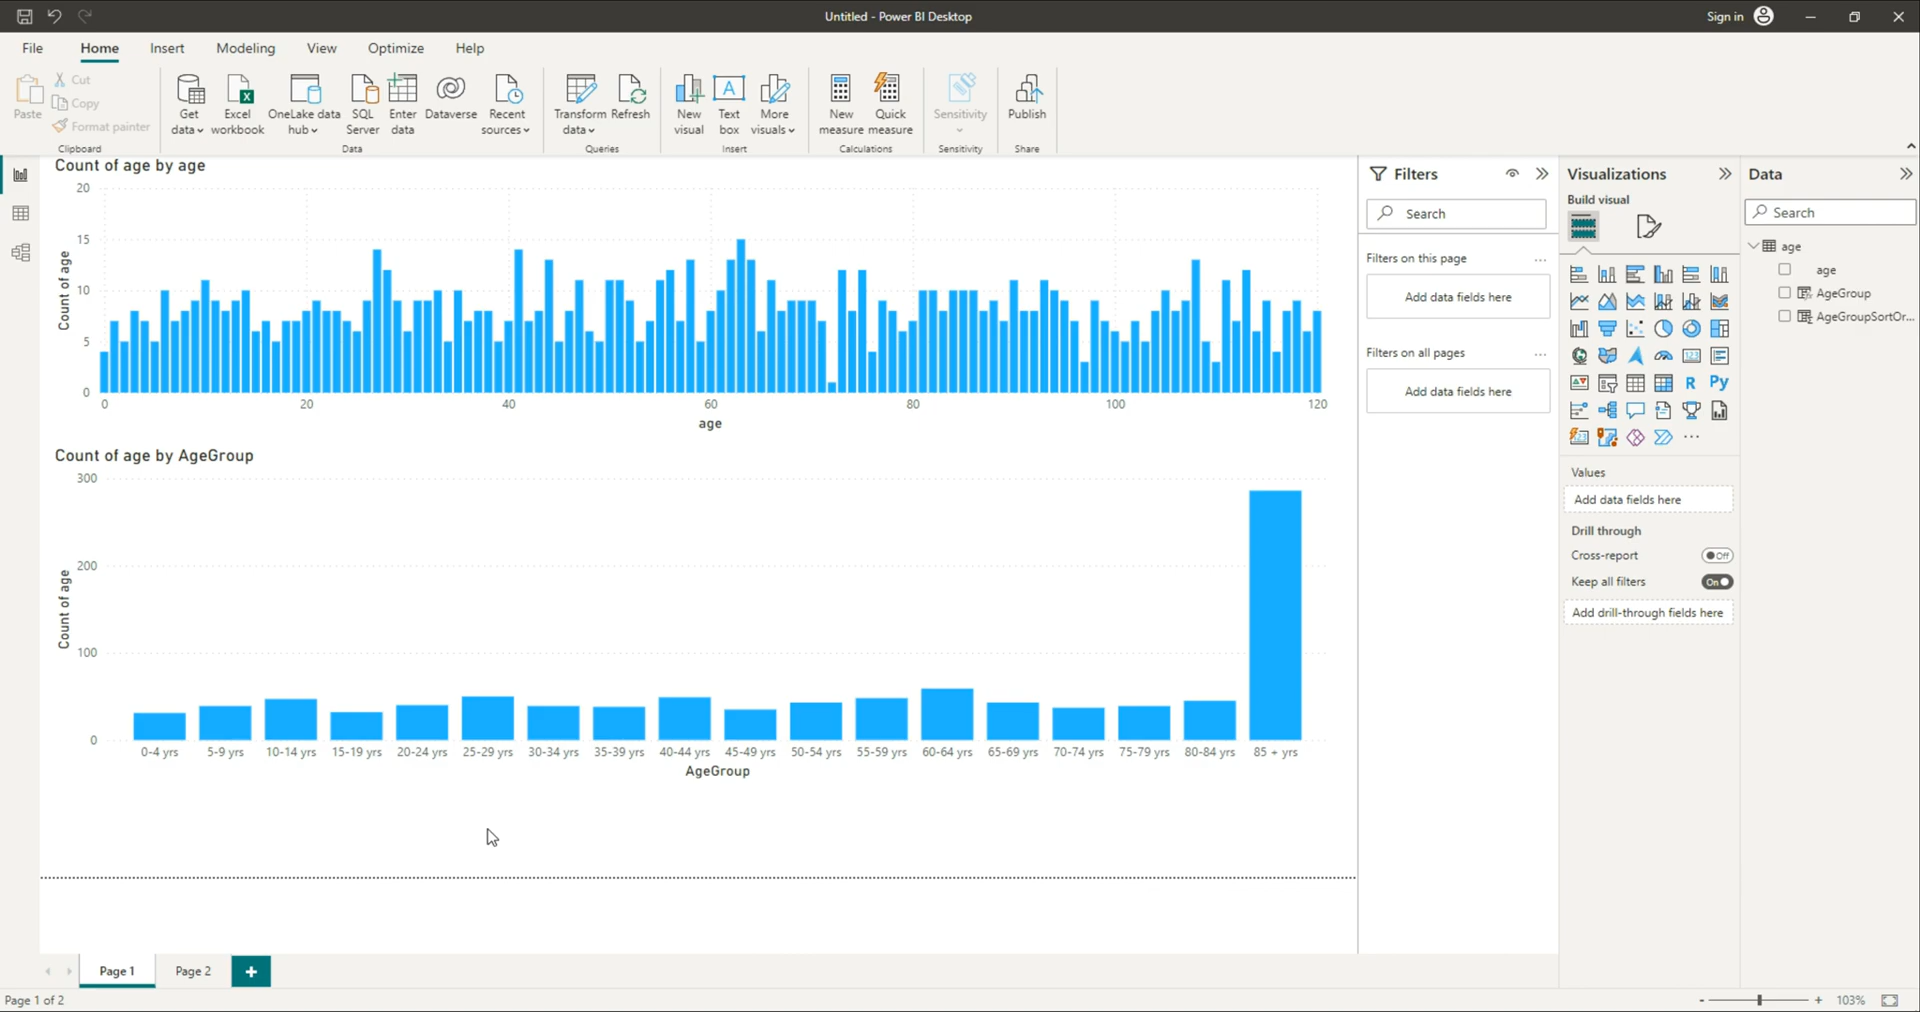 Untitled - Power BI Desktop
Sign in
File Home Insert Modeling View Optimize Help
Paste
Cut
Copy
Format painter
Clipboard
Get data
Excel workbook
OneLake data hub
SQL Server
Enter data
Dataverse
Recent sources
Data
Transform data
Refresh
Queries
New visual
A
Text box
More visuals
Insert
New measure
Quick measure
Calculations
Sensitivity
Sensitivity
Publish
Share
Count of age by age
Count of age
20
15
10
5
0
0 20 40 60 80 100 120
age
Count of age by AgeGroup
Count of age
300
200
100
0
0-4 yrs 5-9 yrs 10-14 yrs 15-19 yrs 20-24 yrs 25-29 yrs 30-34 yrs 35-39 yrs 40-44 yrs 45-49 yrs 50-54 yrs 55-59 yrs 60-64 yrs 65-69 yrs 70-74 yrs 75-79 yrs 80-84 yrs 85 + yrs
AgeGroup
Filters
Search
Filters on this page ...
Add data fields here
Filters on all pages ...
Add data fields here
Visualizations
Build visual
123
R Py
...
Values
Add data fields here
Drill through
Cross-report Off
Keep all filters On
Add drill-through fields here
Data
Search
age
age
AgeGroup
AgeGroupSortOr...
Page 1 Page 2 +
Page 1 of 2
- + 103%